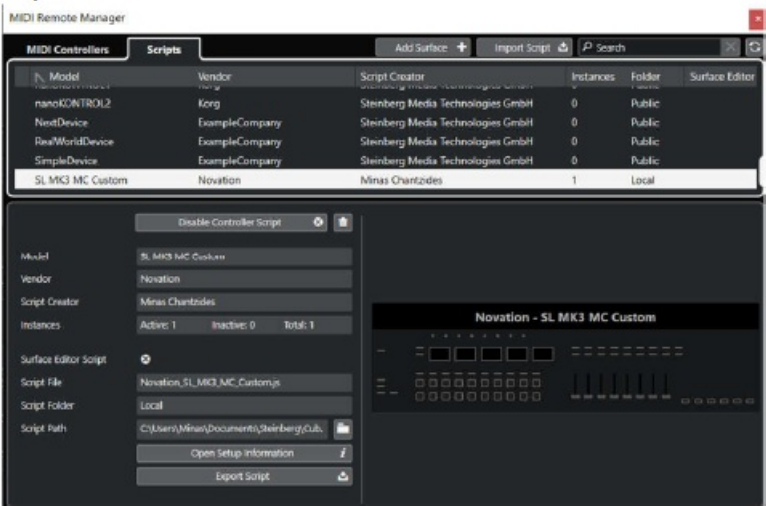 MIDI Remote Manager
MIDI Controllers Scripts Add Surface Import Script Search
Model Vendor Script Creator Instances Folder Surface Editor
nanoKONTROL2 Korg Steinberg Media Technologies GmbH 0 Public
NextDevice ExampleCompany Steinberg Media Technologies GmbH 0 Public
RealWorldDevice ExampleCompany Steinberg Media Technologies GmbH 0 Public
SimpleDevice ExampleCompany Steinberg Media Technologies GmbH 0 Public
SL MK3 MC Custom Novation Minas Chantzides 1 Local
Disable Controller Script
Model SL MK3 MC Custom
Vendor Novation
Script Creator Minas Chantzides
Instances Active: 1 Inactive: 0 Total: 1
Novation - SL MK3 MC Custom
Surface Editor Script
Script File Novation_SL_MK3_MC_Custom.js
Script Folder Local
Script Path C:\Users\Minas\Documents\Steinberg\Cub.
Open Setup Information
Export Script